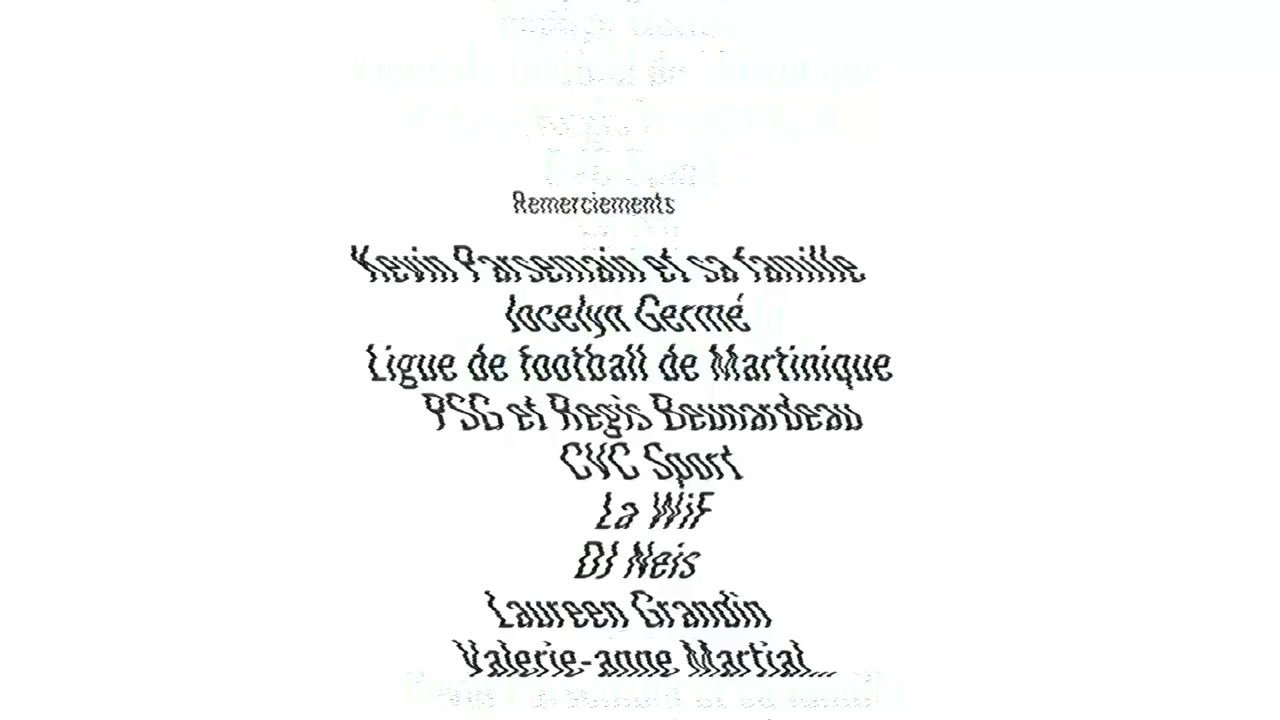 Remerciements
Kevin Parsemain et sa famille
Jocelyn Germé
Ligue de football de Martinique
PSG et Regis Beunardeau
CVC Sport
La WiF
DJ Neis
Laureen Grandin
Valerie-anne Martial...